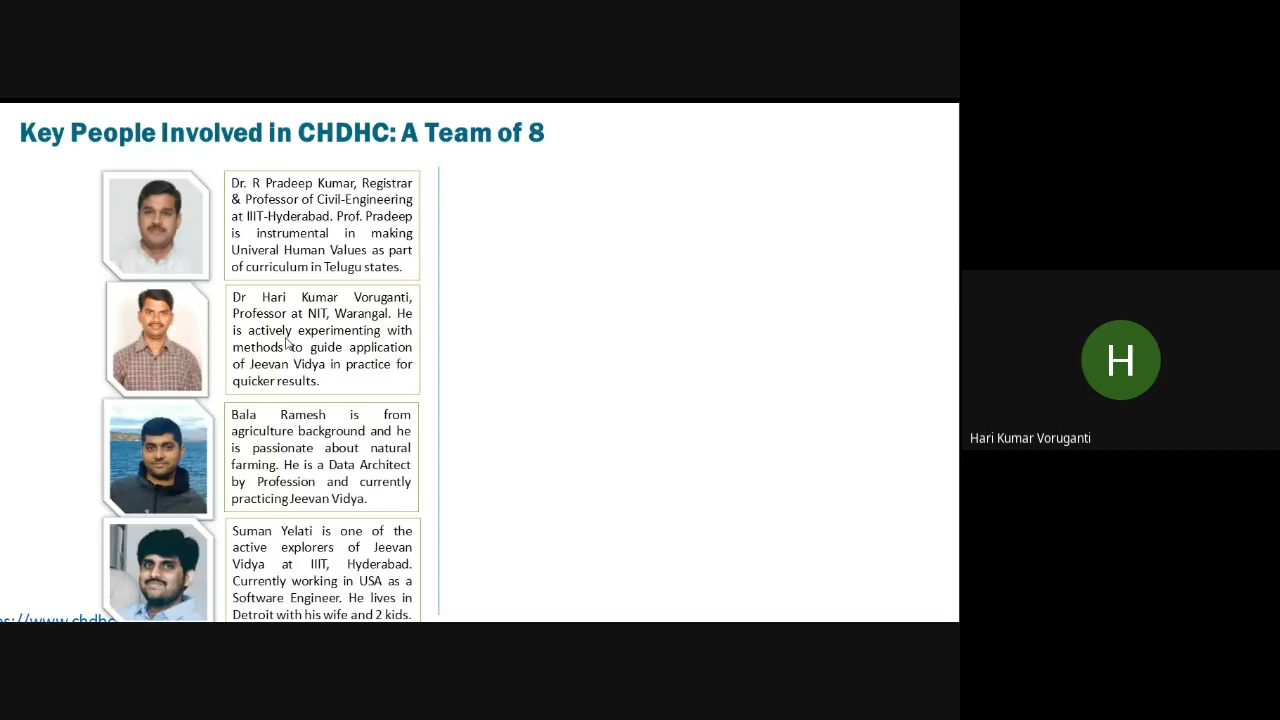 Key People Involved in CHDHC: A Team of 8
Dr. R Pradeep Kumar, Registrar
& Professor of Civil-Engineering
at IIIT-Hyderabad. Prof. Pradeep
is instrumental in making
Univeral Human Values as part
of curriculum in Telugu states.
Dr Hari Kumar Voruganti,
Professor at NIT, Warangal. He
is actively experimenting with
methods to guide application
of Jeevan Vidya in practice for
quicker results.
Bala Ramesh is from
agriculture background and he
is passionate about natural
farming. He is a Data Architect
by Profession and currently
practicing Jeevan Vidya.
Suman Yelati is one of the
active explorers of Jeevan
Vidya at IIIT, Hyderabad.
Currently working in USA as a
Software Engineer. He lives in
Detroit with his wife and 2 kids.
H
Hari Kumar Voruganti